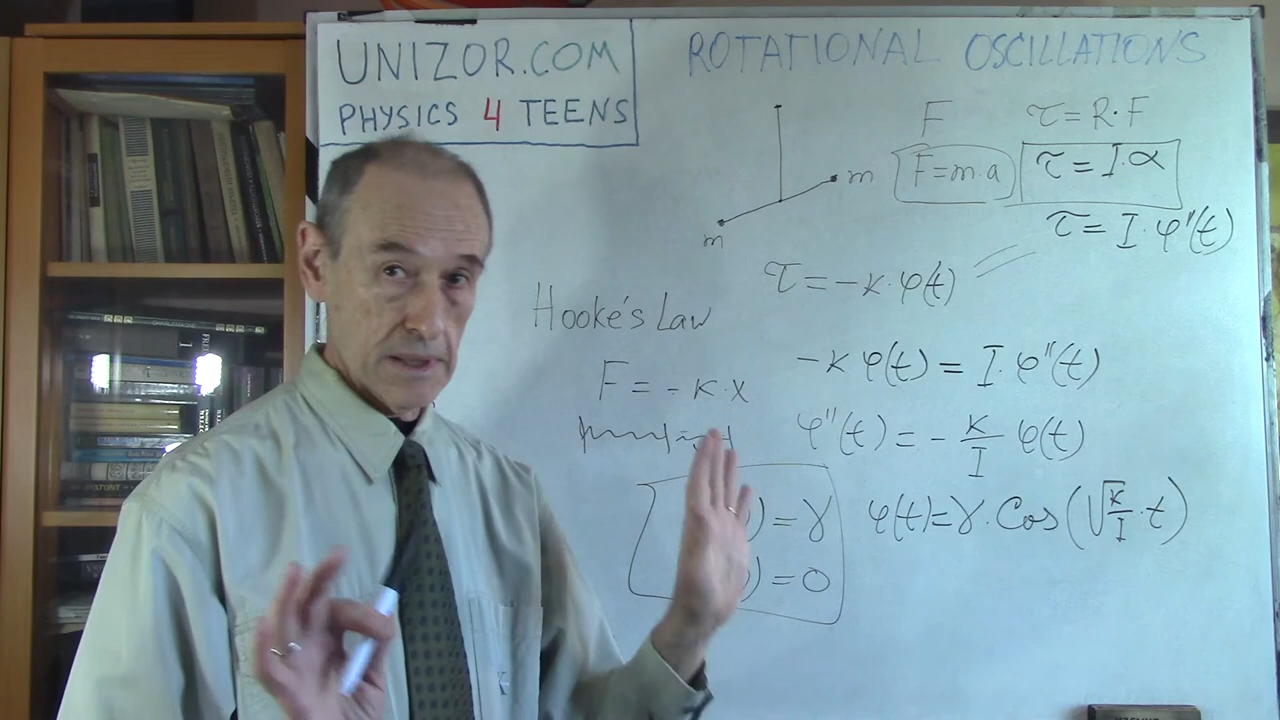 UNIZOR.COM
PHYSICS 4 TEENS
ROTATIONAL OSCILLATIONS
F
τ = R·F
m
F=m·a
τ = I·α
m
τ = I·φ''(t)
τ = -κ·φ(t)
Hooke's Law
F = -κ·x
-κ φ(t) = I·φ''(t)
φ''(t) = - κ/I φ(t)
) = γ
) = 0
φ(t)=γ·Cos(√κ/I·t)